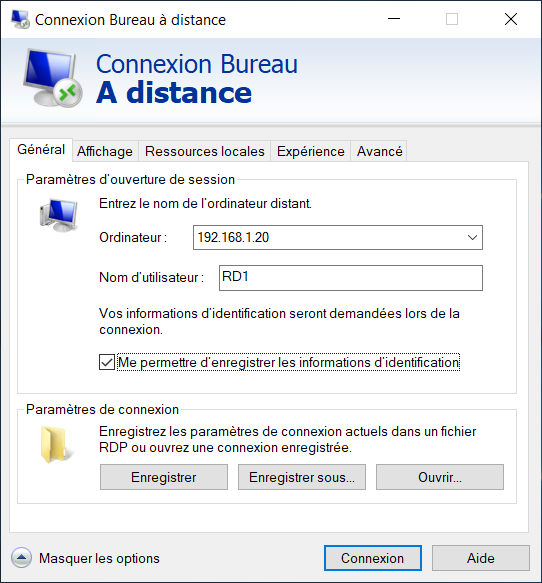 Connexion Bureau à distance
Connexion Bureau
A distance
Général
Affichage
Ressources locales
Expérience
Avancé
Paramètres d'ouverture de session
Entrez le nom de l'ordinateur distant.
Ordinateur :
192.168.1.20
Nom d'utilisateur :
RD1
Vos informations d'identification seront demandées lors de la
connexion.
Me permettre d'enregistrer les informations d'identification
Paramètres de connexion
Enregistrez les paramètres de connexion actuels dans un fichier
RDP ou ouvrez une connexion enregistrée.
Enregistrer
Enregistrer sous...
Ouvrir...
Masquer les options
Connexion
Aide